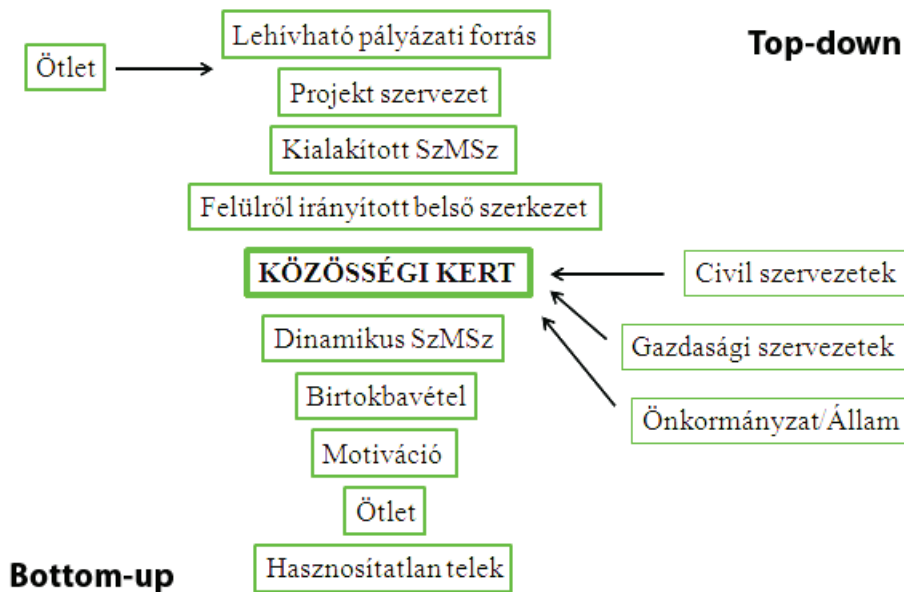 Lehívható pályázati forrás
Top-down
Ötlet
Projekt szervezet
Kialakított SzMSz
Felülről irányított belső szerkezet
KÖZÖSSÉGI KERT
Civil szervezetek
Dinamikus SzMSz
Gazdasági szervezetek
Birtokbavétel
Önkormányzat/Állam
Motiváció
Ötlet
Hasznosítatlan telek
Bottom-up